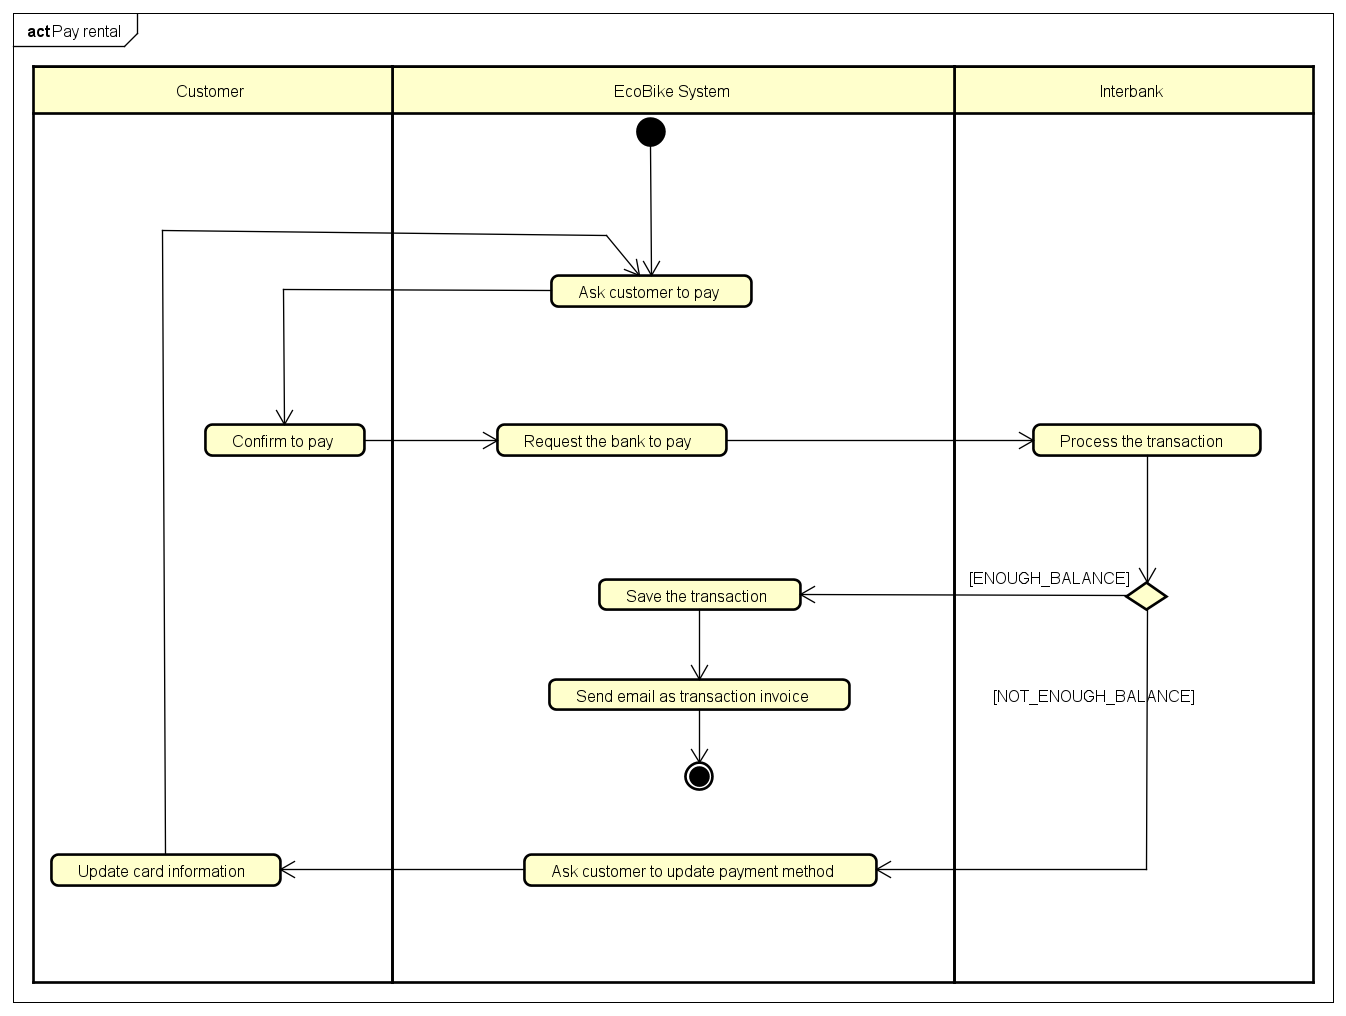 act Pay rental
Customer
EcoBike System
Interbank
Ask customer to pay
Confirm to pay
Request the bank to pay
Process the transaction
[ENOUGH_BALANCE]
Save the transaction
Send email as transaction invoice
[NOT_ENOUGH_BALANCE]
Update card information
Ask customer to update payment method